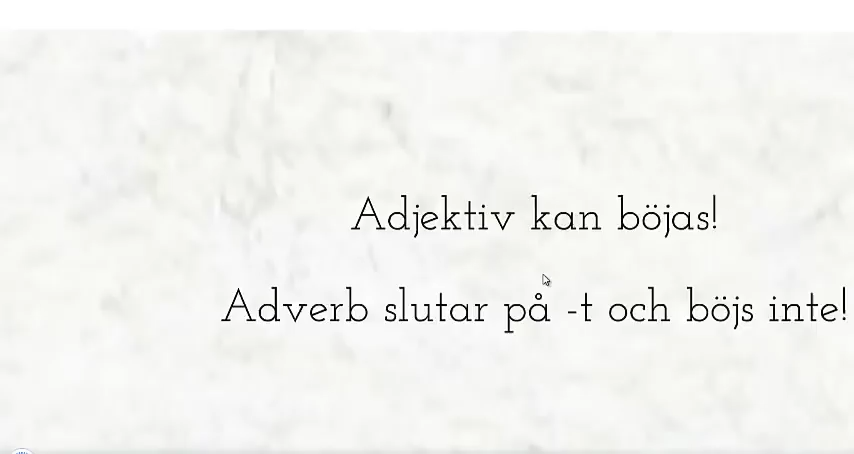 Adjektiv kan böjas!
Adverb slutar på -t och böjs inte!